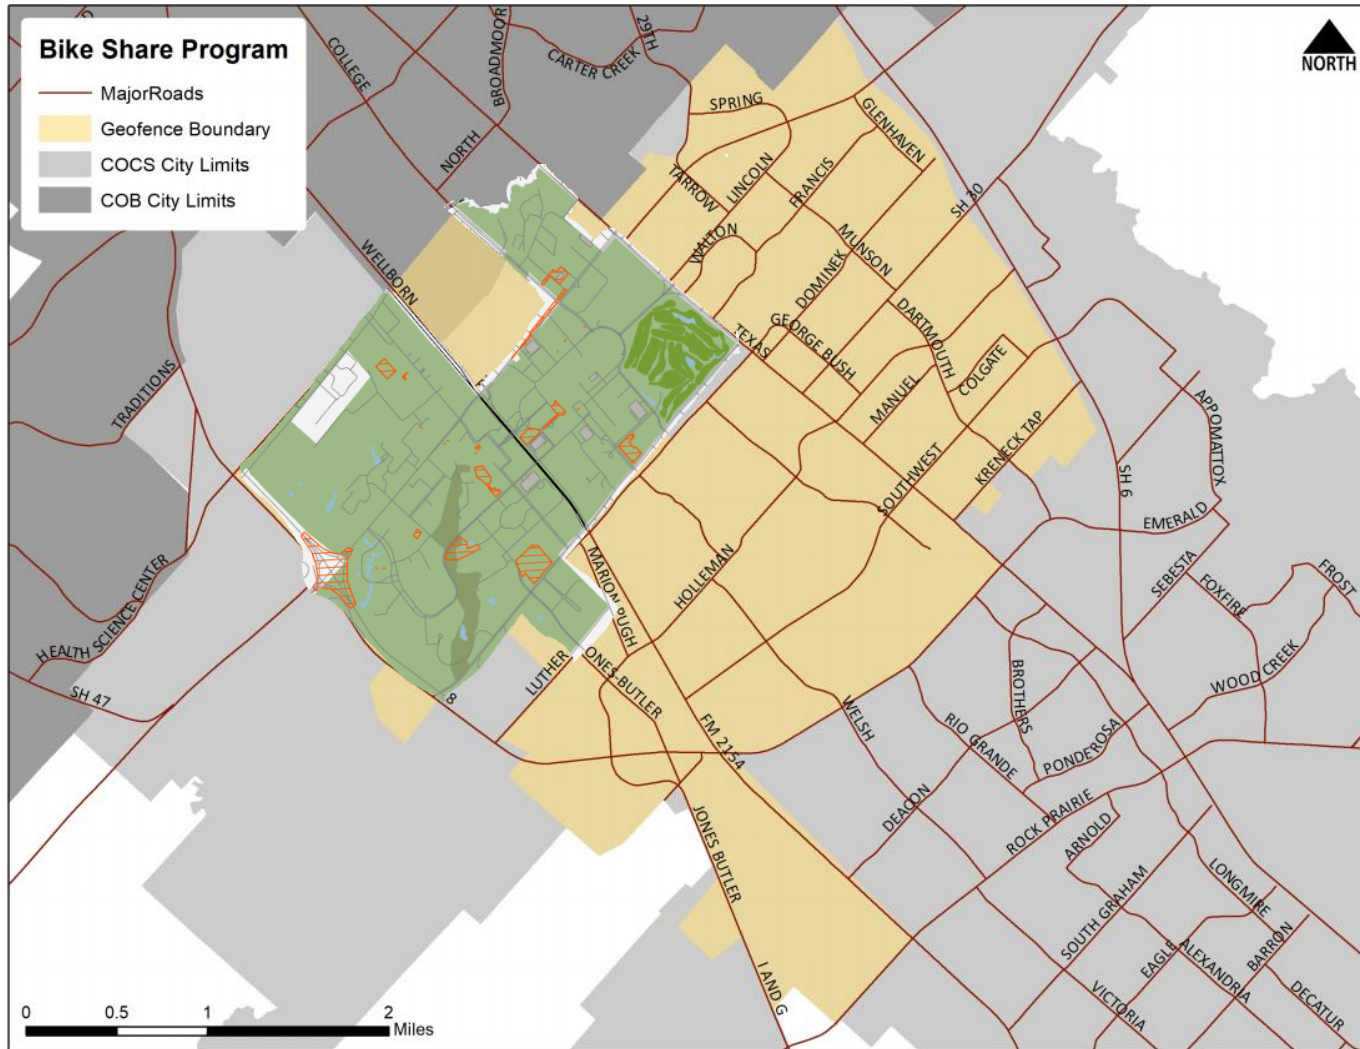 Bike Share Program
MajorRoads
Geofence Boundary
COCS City Limits
COB City Limits
NORTH
COLLEGE
BROADMOOR
29TH
CARTER CREEK
NORTH
SPRING
GLENHAVEN
TARROW
LINCOLN
FRANCIS
SH 30
WELLBORN
WALTON
MUNSON
DOMINEK
DARTMOUTH
TEXAS
GEORGE BUSH
COLGATE
MANUEL
TRADITIONS
APPOMATTOX
KRENECK TAP
SOUTHWEST
SH 6
EMERALD
HOLLEMAN
MARION PUGH
SEBESTA
FOXFIRE
FROST
HEALTH SCIENCE CENTER
LUTHER
ONES-BUTLER
BROTHERS
WOOD CREEK
SH 47
8
WELSH
RIO GRANDE
PONDEROSA
FM 2154
DEACON
ROCK PRAIRIE
ARNOLD
JONES BUTLER
LONGMIRE
SOUTH GRAHAM
EAGLE
ALEXANDRIA
BARRON
I AND G
VICTORIA
DECATUR
0 0.5 1 2
Miles